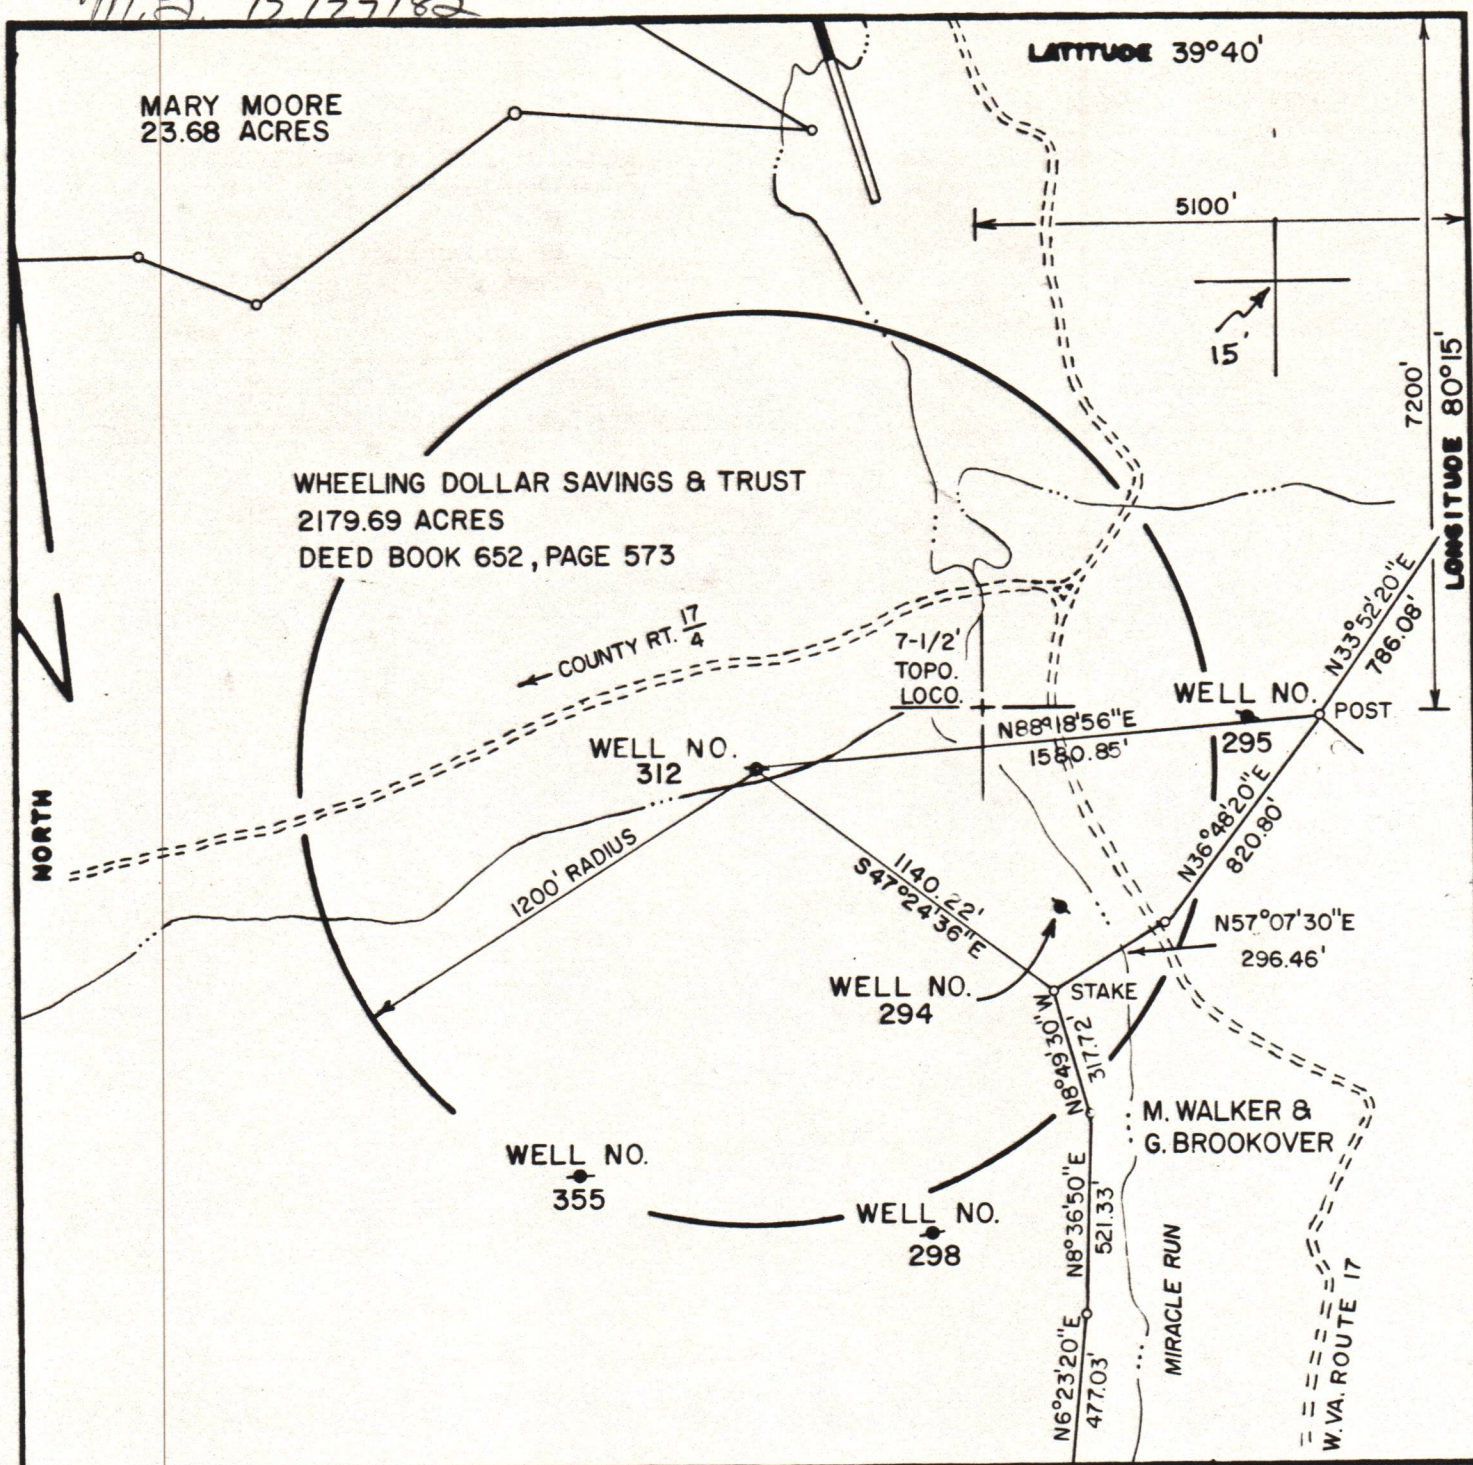 LATITUDE 39°40'
MARY MOORE
23.68 ACRES
5100'
15'
7200'
LONGITUDE 80°15'
WHEELING DOLLAR SAVINGS & TRUST
2179.69 ACRES
DEED BOOK 652, PAGE 573
N33°52'20"E
786.08'
COUNTY RT. 17/4
7-1/2'
TOPO.
LOCO.
WELL NO.
295
POST
N88°18'56"E
1580.85'
WELL NO.
312
NORTH
N36°48'20"E
820.80'
1200' RADIUS
1140.22'
S47°24'36"E
N57°07'30"E
296.46'
WELL NO.
294
STAKE
N8°49'30"W
317.72'
M. WALKER &
G. BROOKOVER
WELL NO.
355
WELL NO.
298
N8°36'50"E
521.33'
MIRACLE RUN
W. VA. ROUTE 17
N6°23'20"E
477.03'